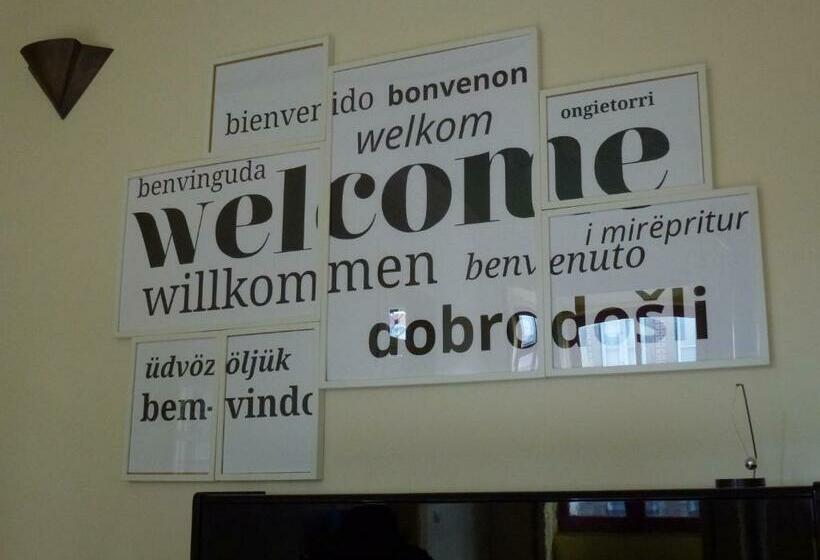 bienvenido bonvenon
welkom
ongietorri
benvinguda
welcome
i mirëpritur
willkommen
benvenuto
dobrodošli
üdvözöljük
bem-vindo